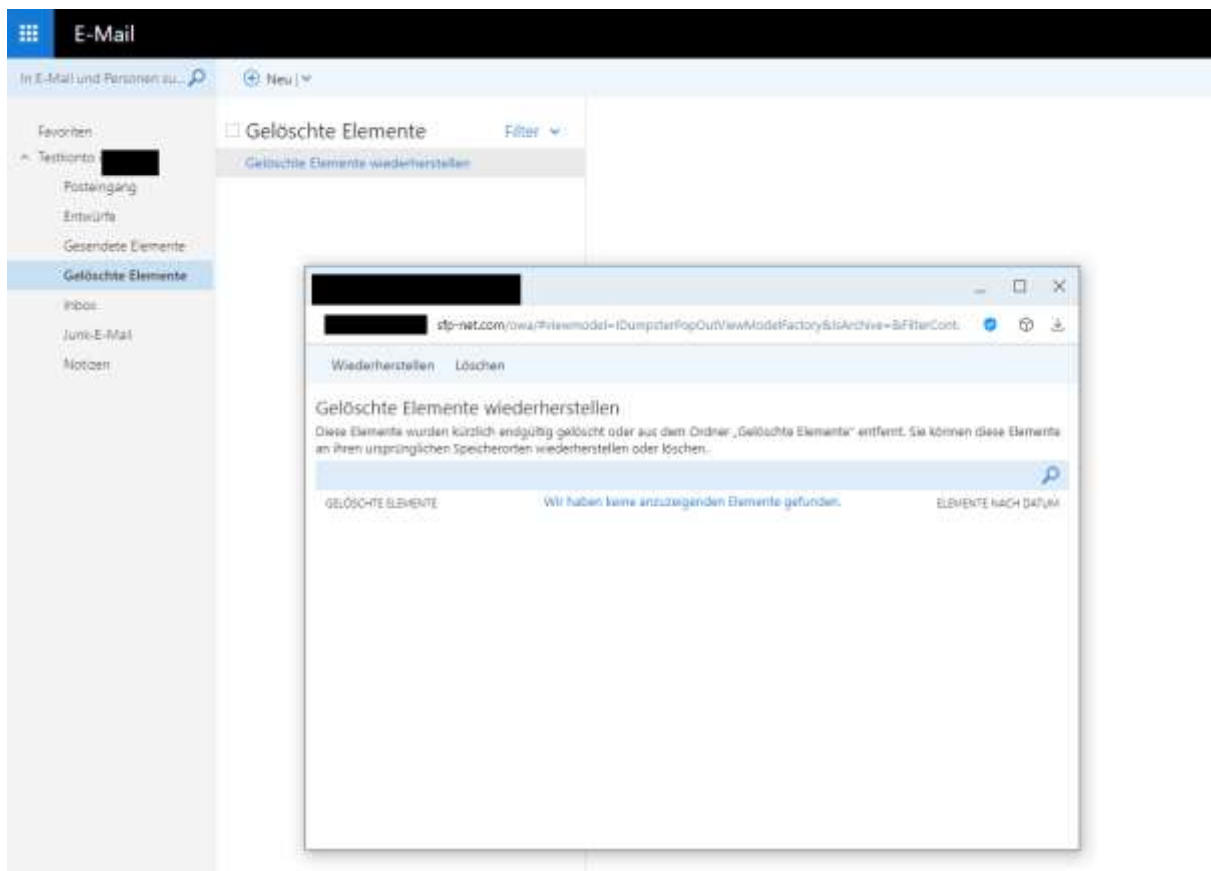 E-Mail
In E-Mail und Personen su...
Neu
Favoriten
Testkonto
Posteingang
Entwürfe
Gesendete Elemente
Gelöschte Elemente
Inbox
Junk-E-Mail
Notizen
Gelöschte Elemente
Filter
Gelöschte Elemente wiederherstellen
sfp-net.com/owa/#viewmodel=IDumpsterPopOutViewModelFactory&IsArchive=&FilterCont.
Wiederherstellen Löschen
Gelöschte Elemente wiederherstellen
Diese Elemente wurden kürzlich endgültig gelöscht oder aus dem Ordner „Gelöschte Elemente“ entfernt. Sie können diese Elemente
an ihren ursprünglichen Speicherorten wiederherstellen oder löschen.
GELÖSCHTE ELEMENTE
Wir haben keine anzuzeigenden Elemente gefunden.
ELEMENTE NACH DATUM